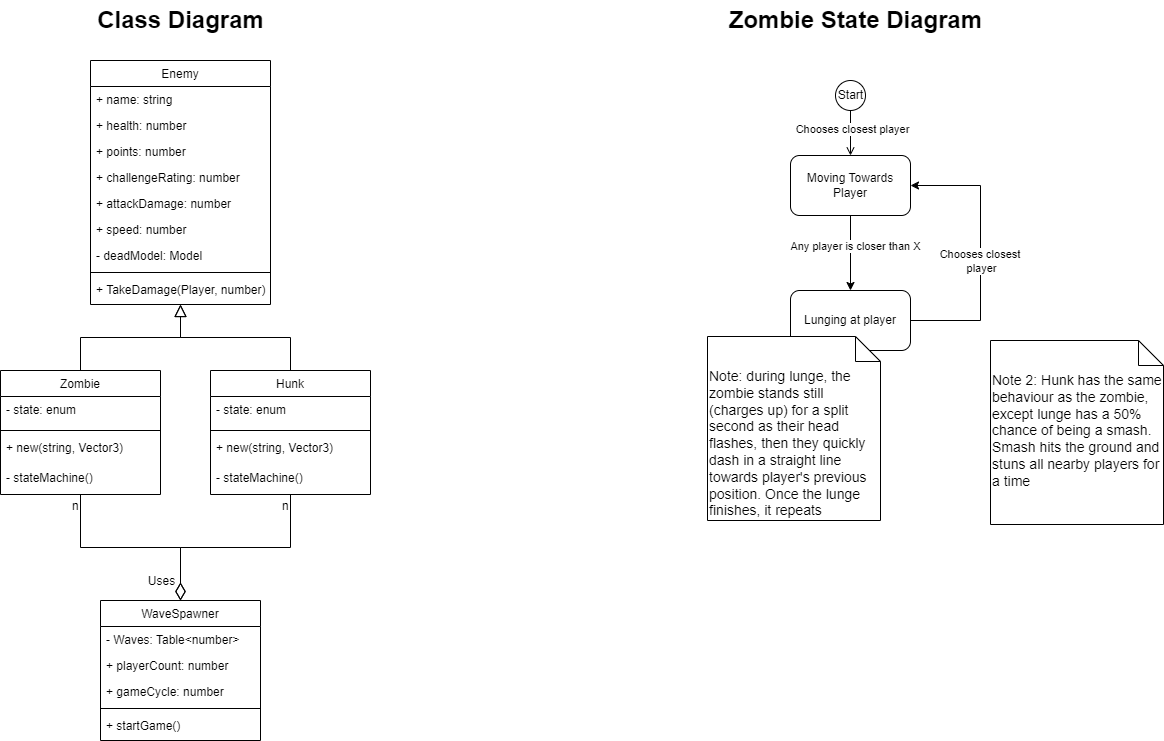 Class Diagram
Enemy
+ name: string
+ health: number
+ points: number
+ challengeRating: number
+ attackDamage: number
+ speed: number
- deadModel: Model
+ TakeDamage(Player, number)
Zombie
- state: enum
+ new(string, Vector3)
- stateMachine()
n
Hunk
- state: enum
+ new(string, Vector3)
- stateMachine()
n
Uses
WaveSpawner
- Waves: Table<number>
+ playerCount: number
+ gameCycle: number
+ startGame()
Zombie State Diagram
Start
Chooses closest player
Moving Towards
Player
Any player is closer than X
Chooses closest
player
Lunging at player
Note: during lunge, the
zombie stands still
(charges up) for a split
second as their head
flashes, then they quickly
dash in a straight line
towards player's previous
position. Once the lunge
finishes, it repeats
Note 2: Hunk has the same
behaviour as the zombie,
except lunge has a 50%
chance of being a smash.
Smash hits the ground and
stuns all nearby players for
a time